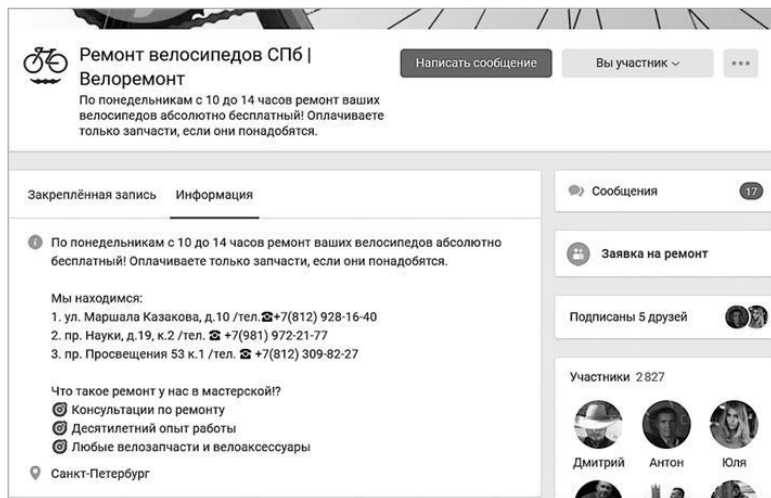 Ремонт велосипедов СПб |
Велоремонт
По понедельникам с 10 до 14 часов ремонт ваших
велосипедов абсолютно бесплатный! Оплачиваете
только запчасти, если они понадобятся.
Написать сообщение
Вы участник
Закреплённая запись
Информация
По понедельникам с 10 до 14 часов ремонт ваших велосипедов абсолютно
бесплатный! Оплачиваете только запчасти, если они понадобятся.
Мы находимся:
1. ул. Маршала Казакова, д.10 /тел.☎+7(812) 928-16-40
2. пр. Науки, д.19, к.2 /тел. ☎ +7(981) 972-21-77
3. пр. Просвещения 53 к.1 /тел. ☎ +7(812) 309-82-27
Что такое ремонт у нас в мастерской!?
Консультации по ремонту
Десятилетний опыт работы
Любые велозапчасти и велоаксессуары
Санкт-Петербург
Сообщения 17
Заявка на ремонт
Подписаны 5 друзей
Участники 2827
Дмитрий Антон Юля